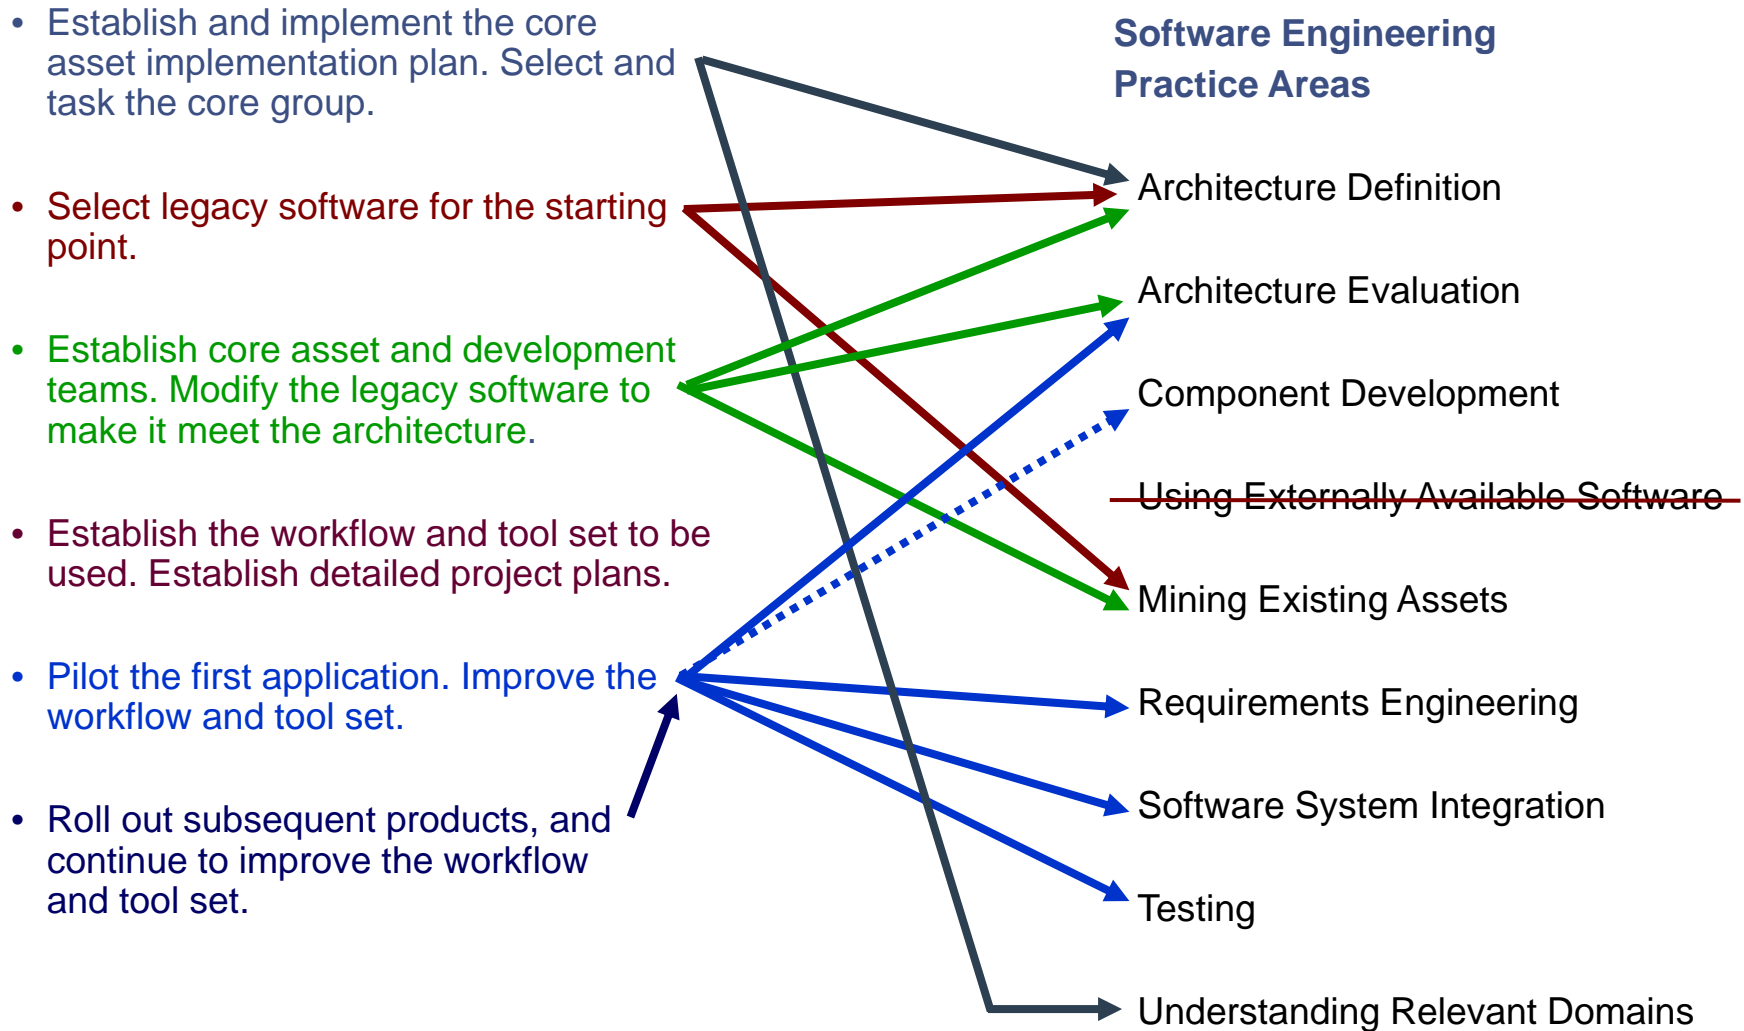 • Establish and implement the core
asset implementation plan. Select and
task the core group.
• Select legacy software for the starting
point.
• Establish core asset and development
teams. Modify the legacy software to
make it meet the architecture.
• Establish the workflow and tool set to be
used. Establish detailed project plans.
• Pilot the first application. Improve the
workflow and tool set.
• Roll out subsequent products, and
continue to improve the workflow
and tool set.
Software Engineering
Practice Areas
Architecture Definition
Architecture Evaluation
Component Development
Using Externally Available Software
Mining Existing Assets
Requirements Engineering
Software System Integration
Testing
Understanding Relevant Domains